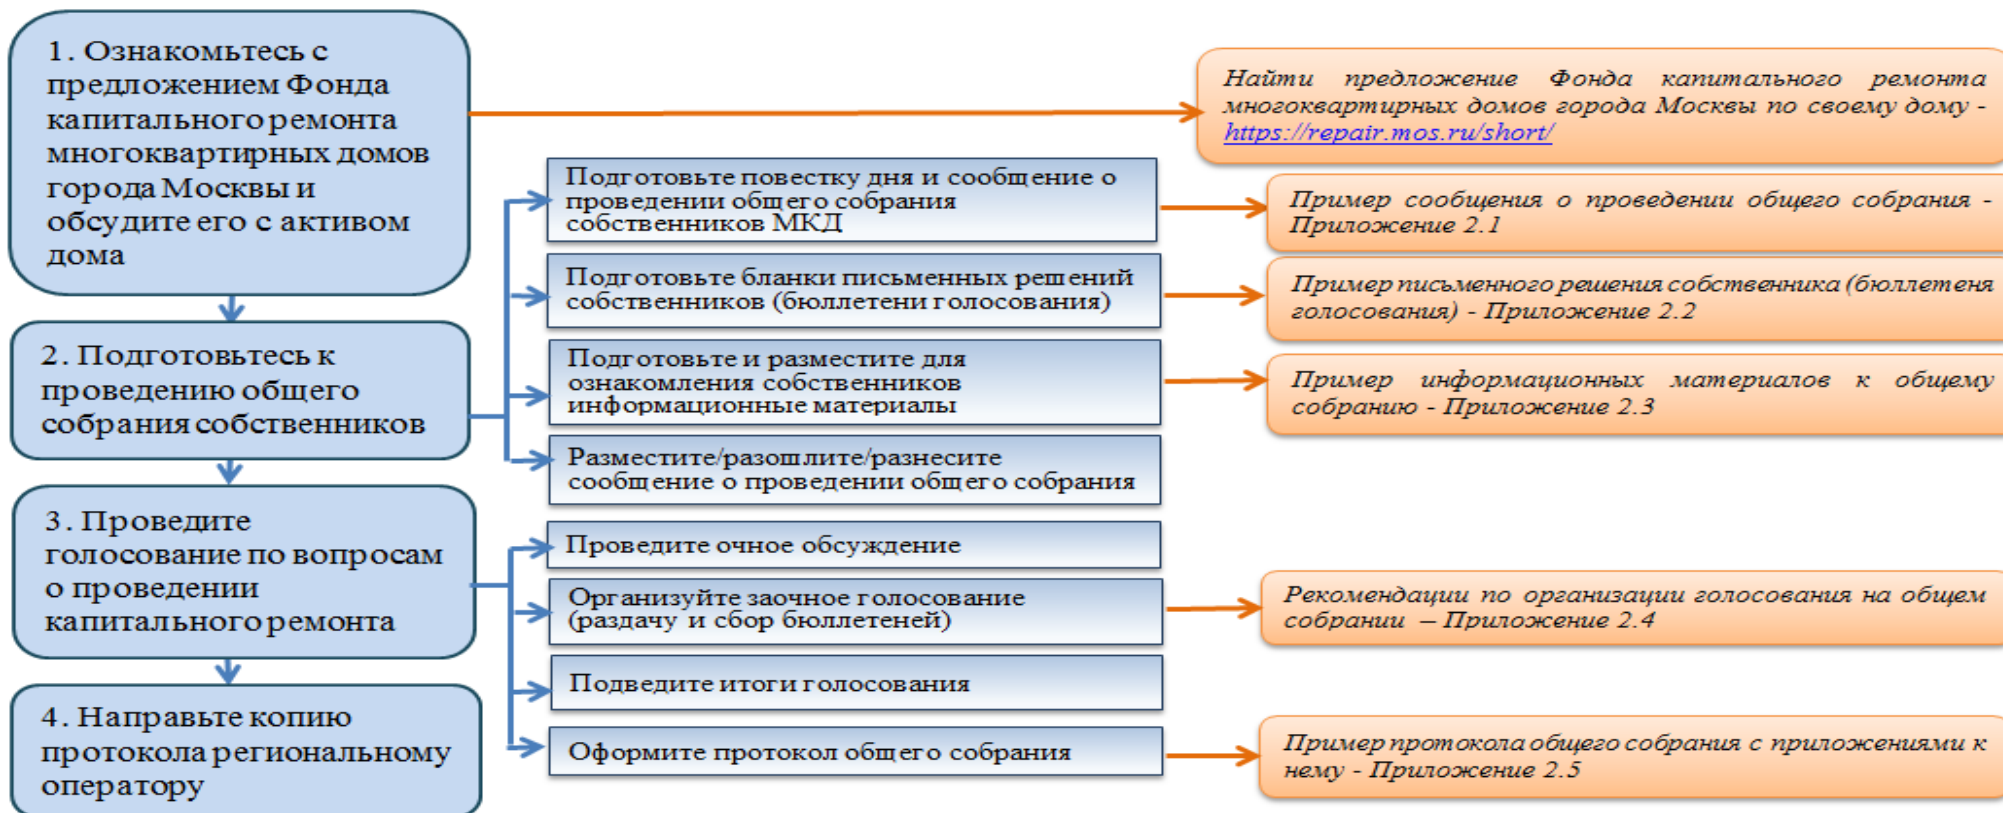 1. Ознакомьтесь с
предложением Фонда
капитального ремонта
многоквартирных домов
города Москвы и
обсудите его с активом
дома
Найти предложение Фонда капитального ремонта
многоквартирных домов города Москвы по своему дому -
https://repair.mos.ru/short/
2. Подготовьтесь к
проведению общего
собрания собственников
Подготовьте повестку дня и сообщение о
проведении общего собрания
собственников МКД
Пример сообщения о проведении общего собрания -
Приложение 2.1
Подготовьте бланки письменных решений
собственников (бюллетени голосования)
Пример письменного решения собственника (бюллетеня
голосования) - Приложение 2.2
Подготовьте и разместите для
ознакомления собственников
информационные материалы
Пример информационных материалов к общему
собранию - Приложение 2.3
Разместите/разошлите/разнесите
сообщение о проведении общего собрания
3. Проведите
голосование по вопросам
о проведении
капитального ремонта
Проведите очное обсуждение
Организуйте заочное голосование
(раздачу и сбор бюллетеней)
Рекомендации по организации голосования на общем
собрании – Приложение 2.4
Подведите итоги голосования
Оформите протокол общего собрания
Пример протокола общего собрания с приложениями к
нему - Приложение 2.5
4. Направьте копию
протокола региональному
оператору